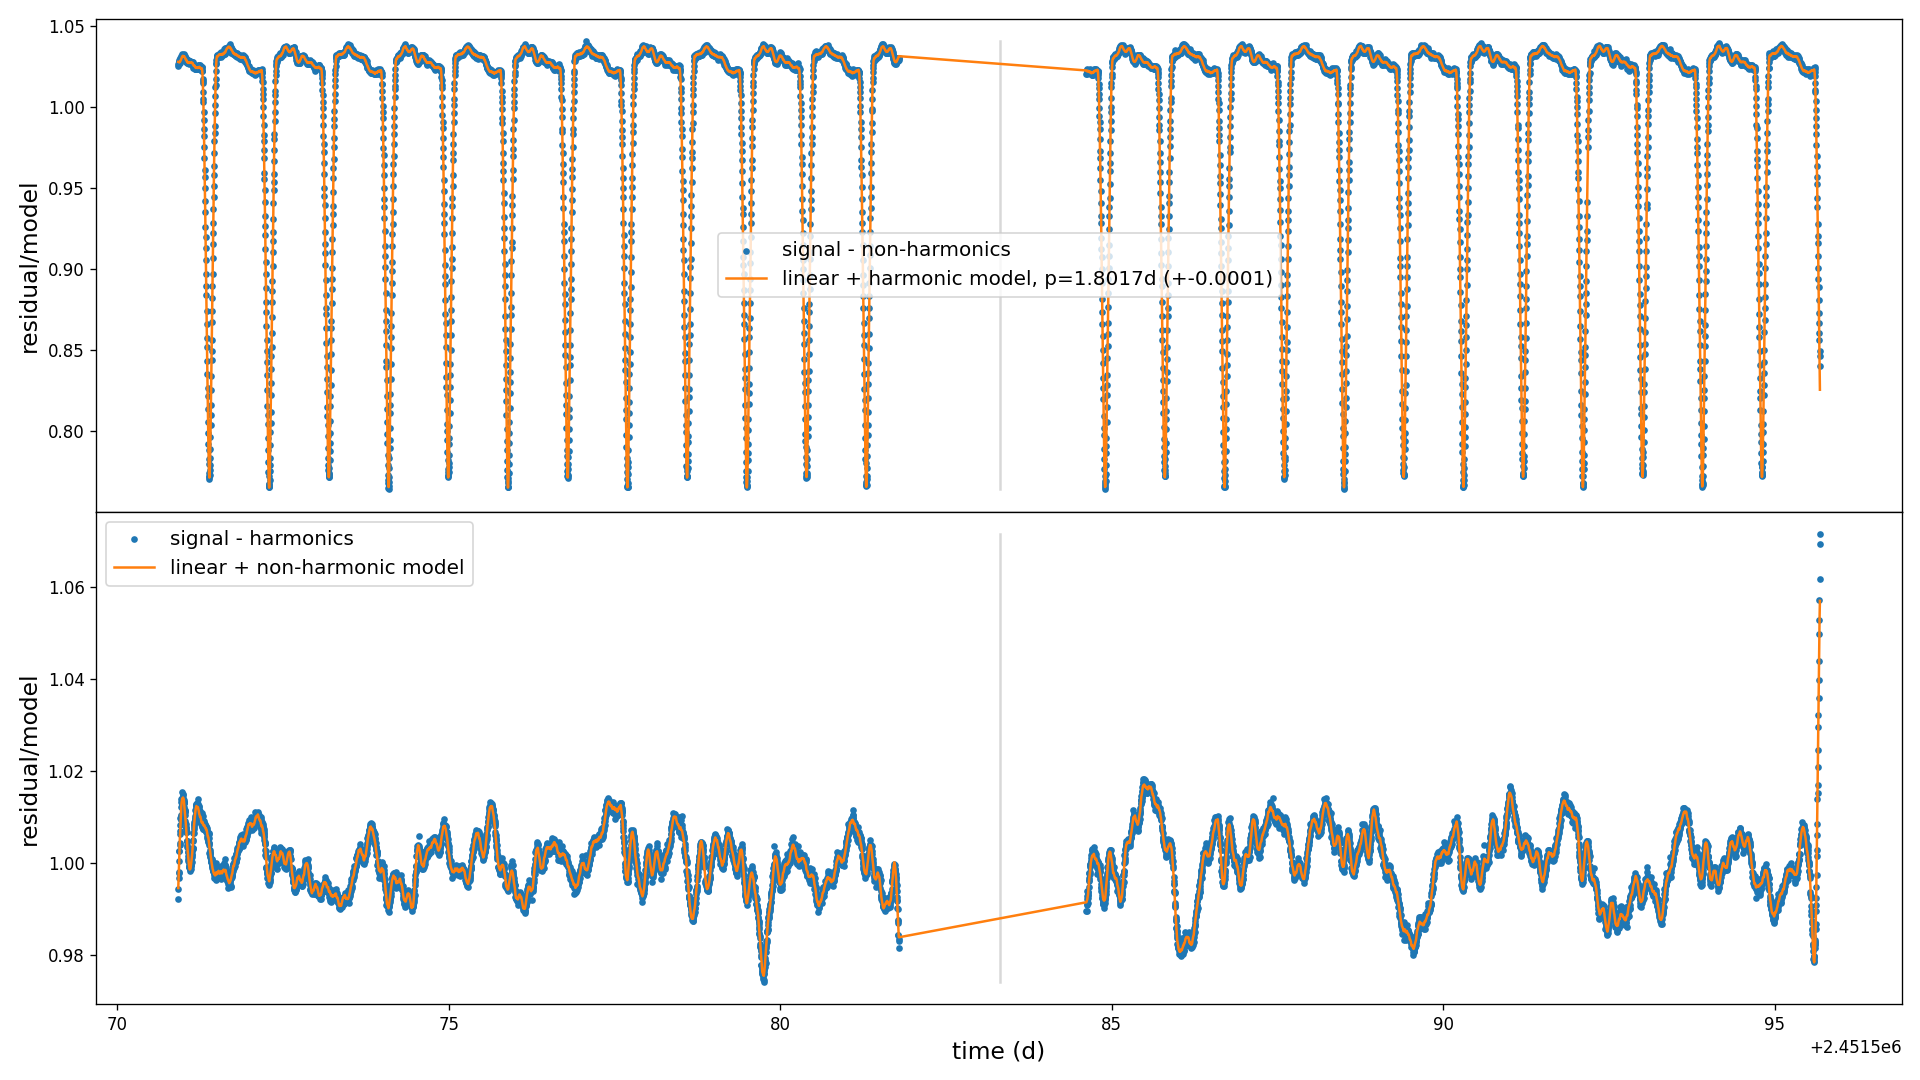 1.05
1.00
0.95
0.90
0.85
0.80
residual/model
signal - non-harmonics
linear + harmonic model, p=1.8017d (+-0.0001)
signal - harmonics
linear + non-harmonic model
1.06
1.04
1.02
1.00
0.98
residual/model
70
75
80
85
90
95
time (d)
+2.4515e6